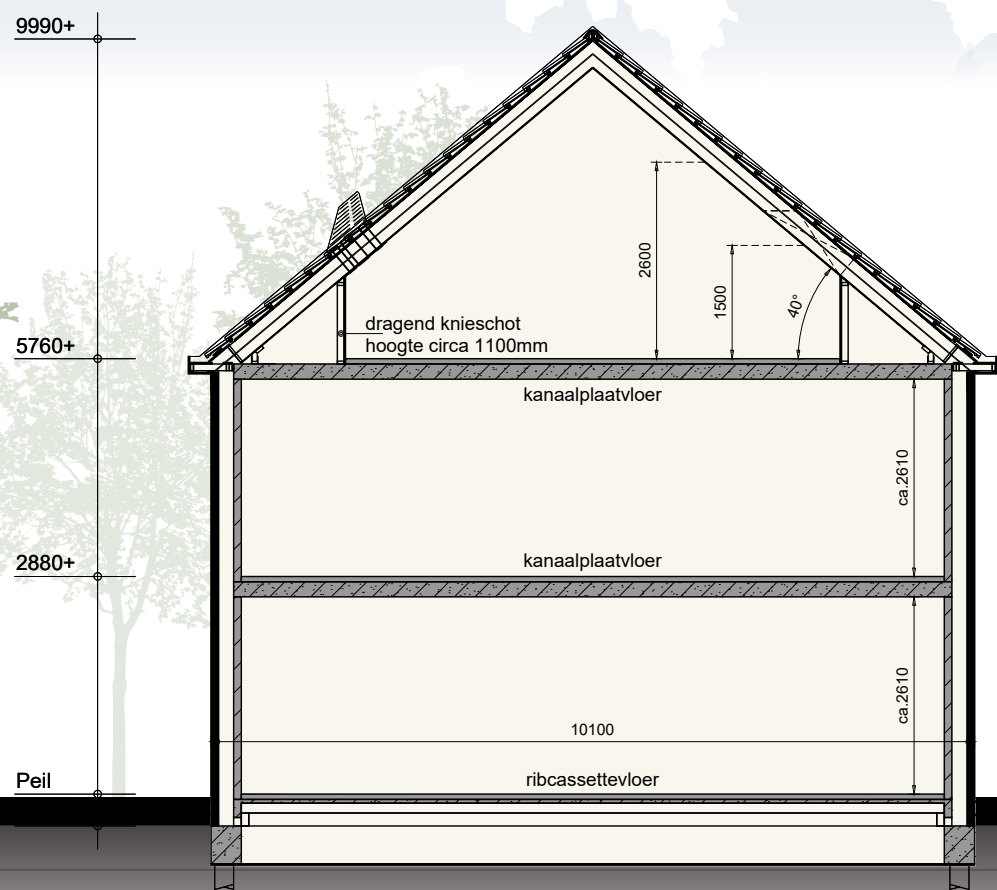 9990+
2600
1500
40°
dragend knieschot
hoogte circa 1100mm
5760+
kanaalplaatvloer
ca.2610
2880+
kanaalplaatvloer
ca.2610
10100
Peil
ribcassettevloer